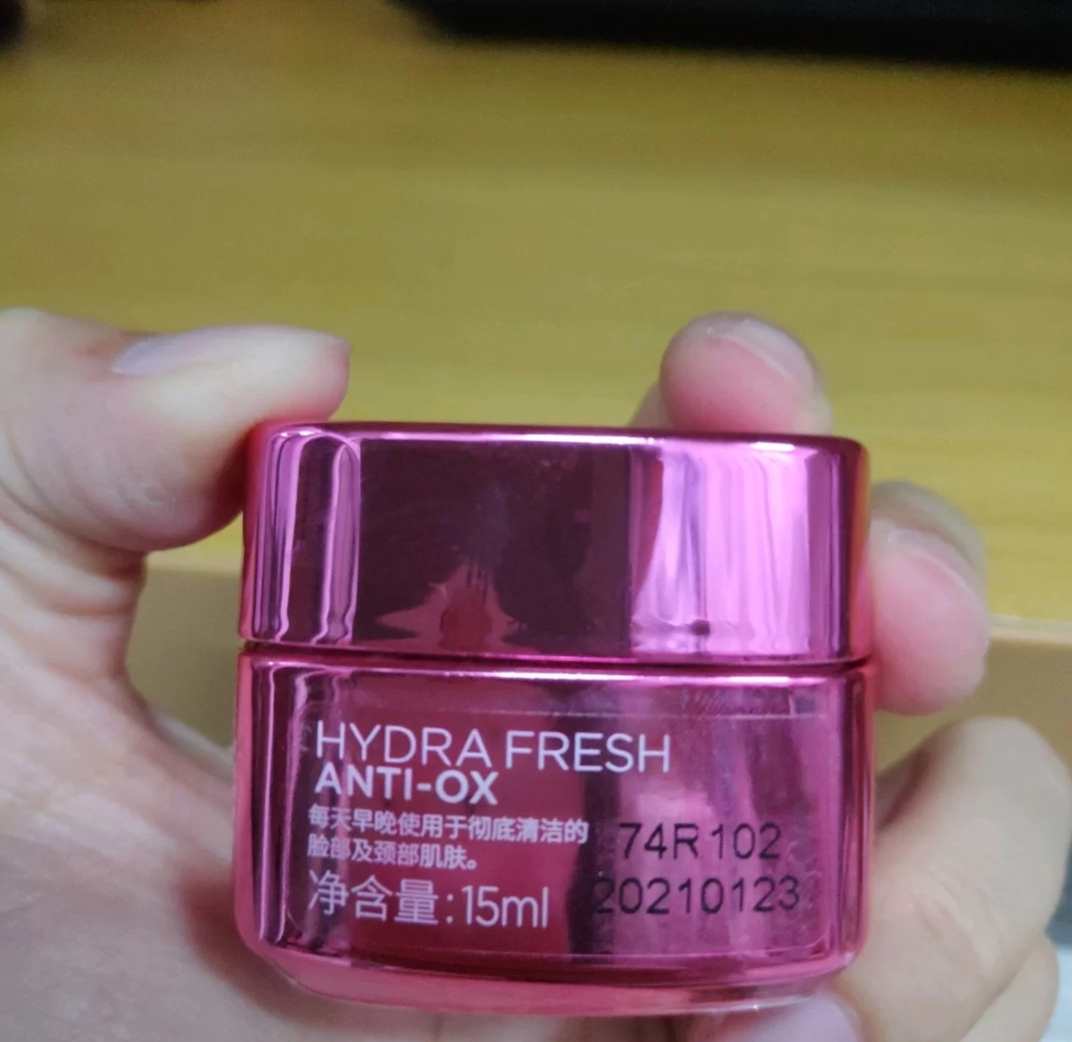 HYDRA FRESH
ANTI-OX
每天早晚使用于彻底清洁的
脸部及颈部肌肤。
净含量:15ml
74R102
20210123